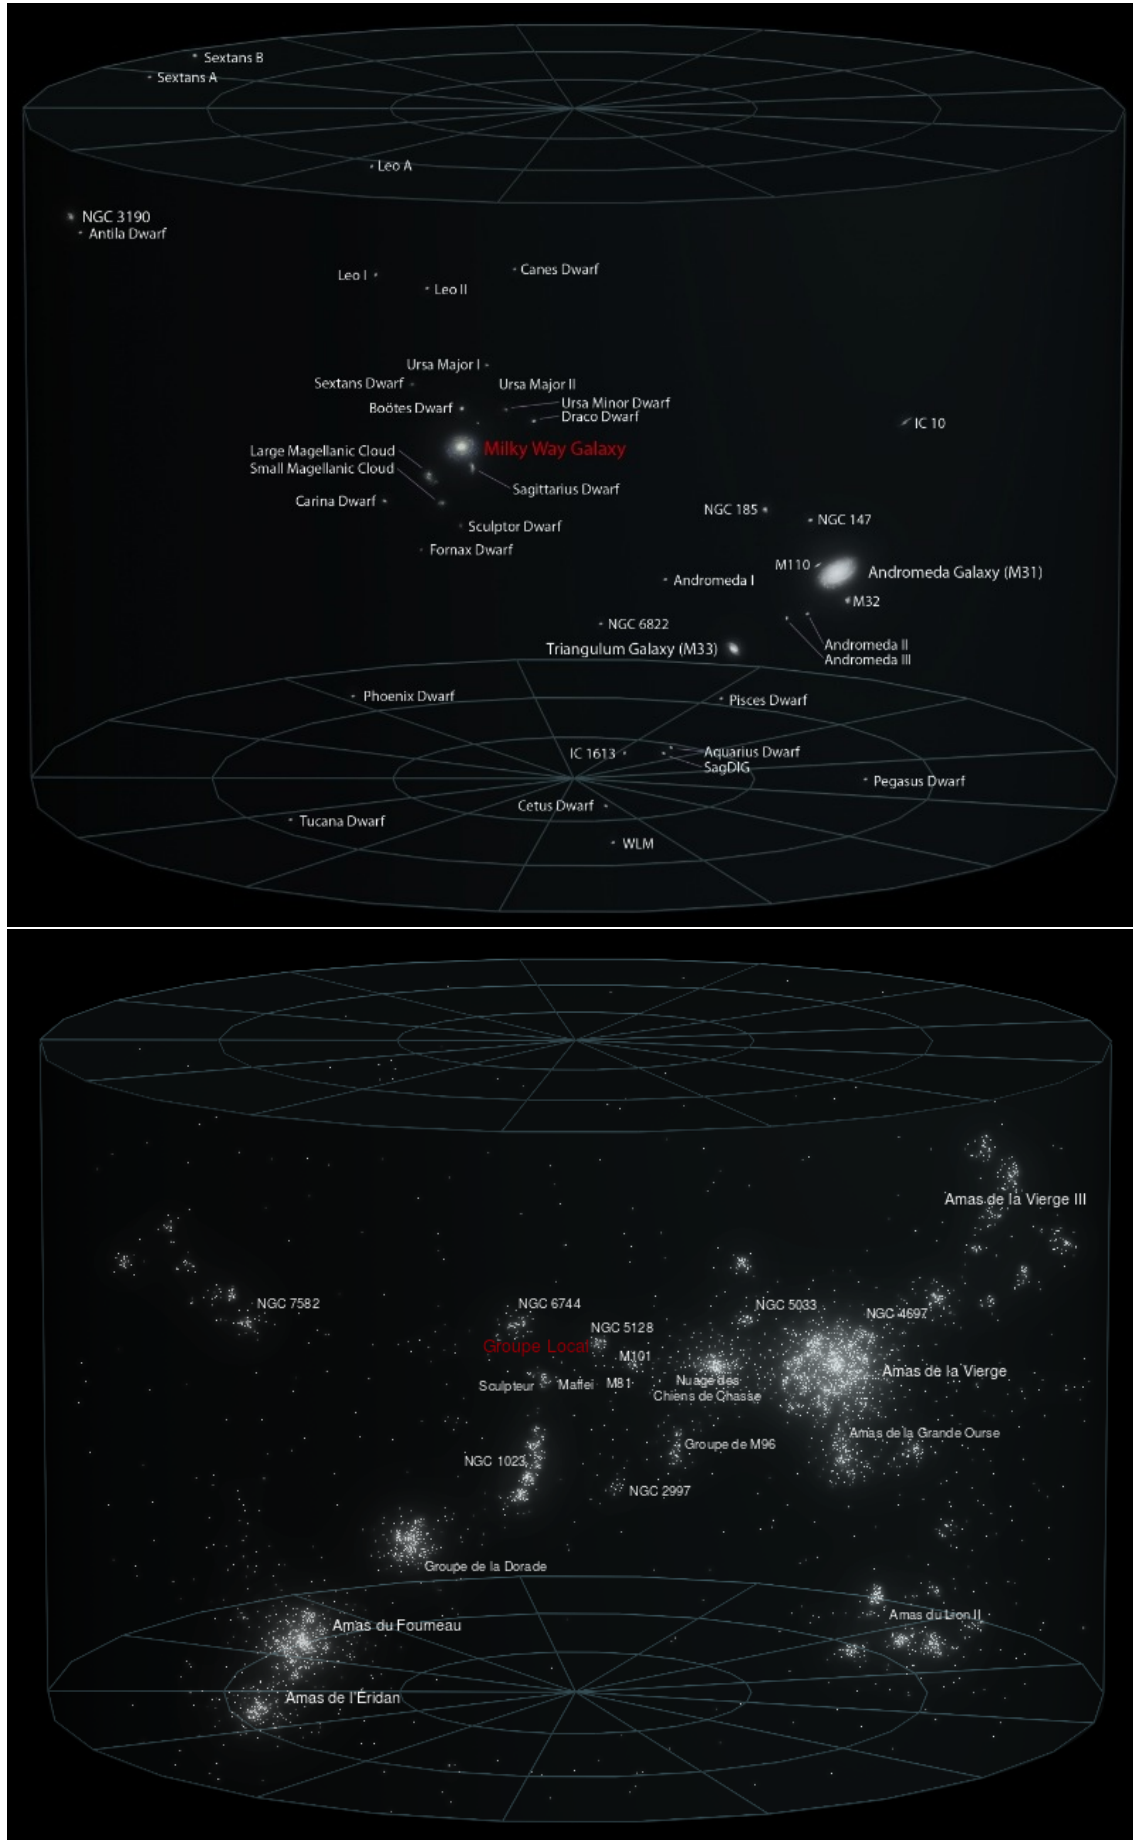 Sextans B
Sextans A
Leo A
NGC 3190
Antila Dwarf
Leo I
Canes Dwarf
Leo II
Ursa Major I
Sextans Dwarf
Ursa Major II
Boötes Dwarf
Ursa Minor Dwarf
Draco Dwarf
IC 10
Milky Way Galaxy
Large Magellanic Cloud
Small Magellanic Cloud
Sagittarius Dwarf
Carina Dwarf
NGC 185
NGC 147
Sculptor Dwarf
Fornax Dwarf
M110
Andromeda Galaxy (M31)
Andromeda I
M32
NGC 6822
Andromeda II
Triangulum Galaxy (M33)
Andromeda III
Phoenix Dwarf
Pisces Dwarf
IC 1613
Aquarius Dwarf
SagDIG
Pegasus Dwarf
Cetus Dwarf
Tucana Dwarf
WLM
Amas de la Vierge III
NGC 7582
NGC 6744
NGC 5033
NGC 4697
NGC 5128
Groupe Local
M101
Amas de la Vierge
Sculpteur
Maffei
M81
Nuage des
Chiens de Chasse
Amas de la Grande Ourse
Groupe de M96
NGC 1023
NGC 2997
Groupe de la Dorade
Amas du Lion II
Amas du Fourneau
Amas de l'Éridan